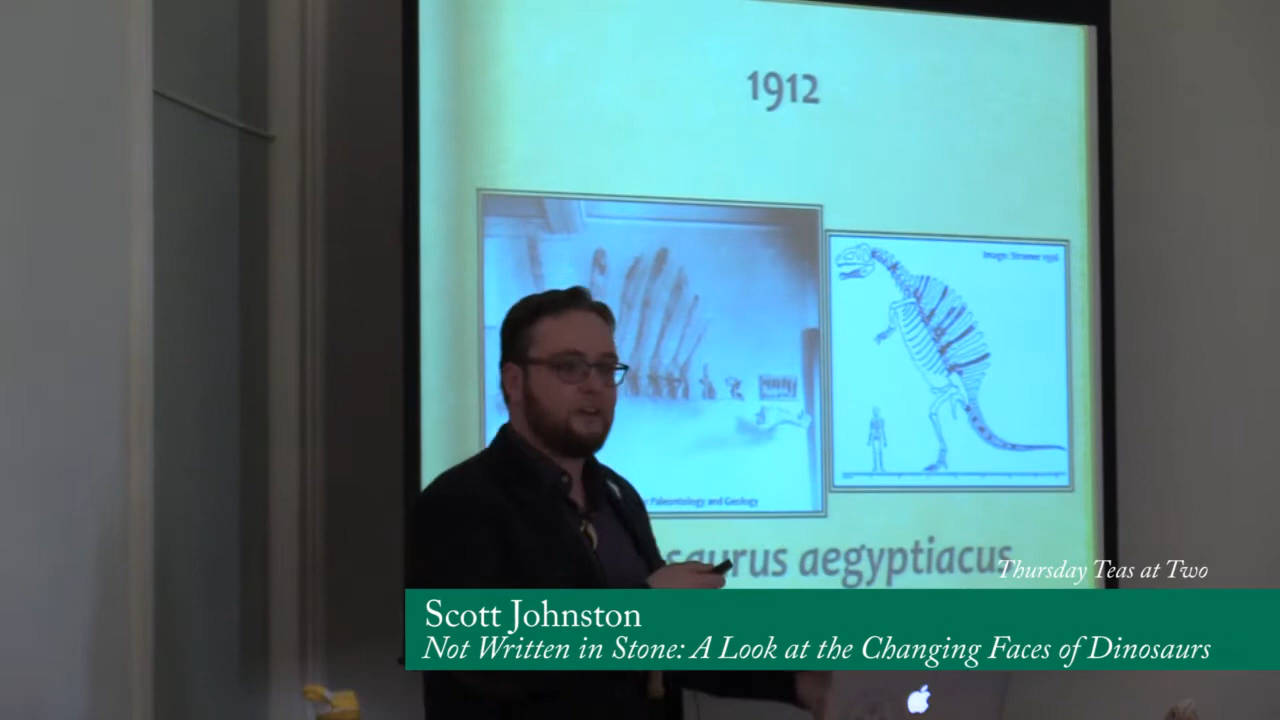 1912
Image: Stromer 1936
Paleontology and Geology
saurus aegyptiacus
Thursday Teas at Two
Scott Johnston
Not Written in Stone: A Look at the Changing Faces of Dinosaurs